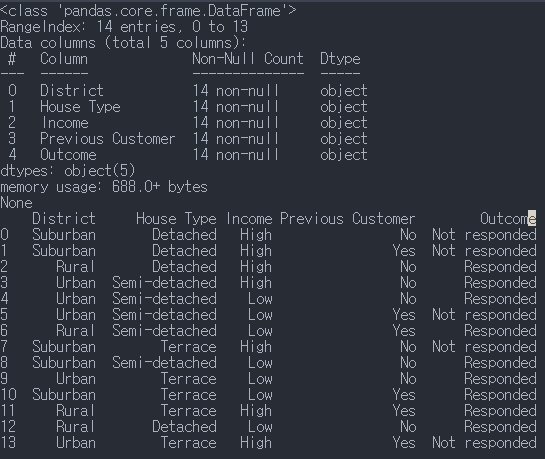 <class 'pandas.core.frame.DataFrame'>
RangeIndex: 14 entries, 0 to 13
Data columns (total 5 columns):
 #   Column             Non-Null Count  Dtype
---  ------             --------------  -----
 0   District           14 non-null     object
 1   House Type         14 non-null     object
 2   Income             14 non-null     object
 3   Previous Customer  14 non-null     object
 4   Outcome            14 non-null     object
dtypes: object(5)
memory usage: 688.0+ bytes
None
    District     House Type Income Previous Customer        Outcome
0   Suburban       Detached   High                No  Not responded
1   Suburban       Detached   High               Yes  Not responded
2      Rural       Detached   High                No      Responded
3      Urban  Semi-detached   High                No      Responded
4      Urban  Semi-detached    Low                No      Responded
5      Urban  Semi-detached    Low               Yes  Not responded
6      Rural  Semi-detached    Low               Yes      Responded
7   Suburban        Terrace   High                No  Not responded
8   Suburban  Semi-detached    Low                No      Responded
9      Urban        Terrace    Low                No      Responded
10  Suburban        Terrace    Low               Yes      Responded
11     Rural        Terrace   High               Yes      Responded
12     Rural       Detached    Low                No      Responded
13     Urban        Terrace   High               Yes  Not responded